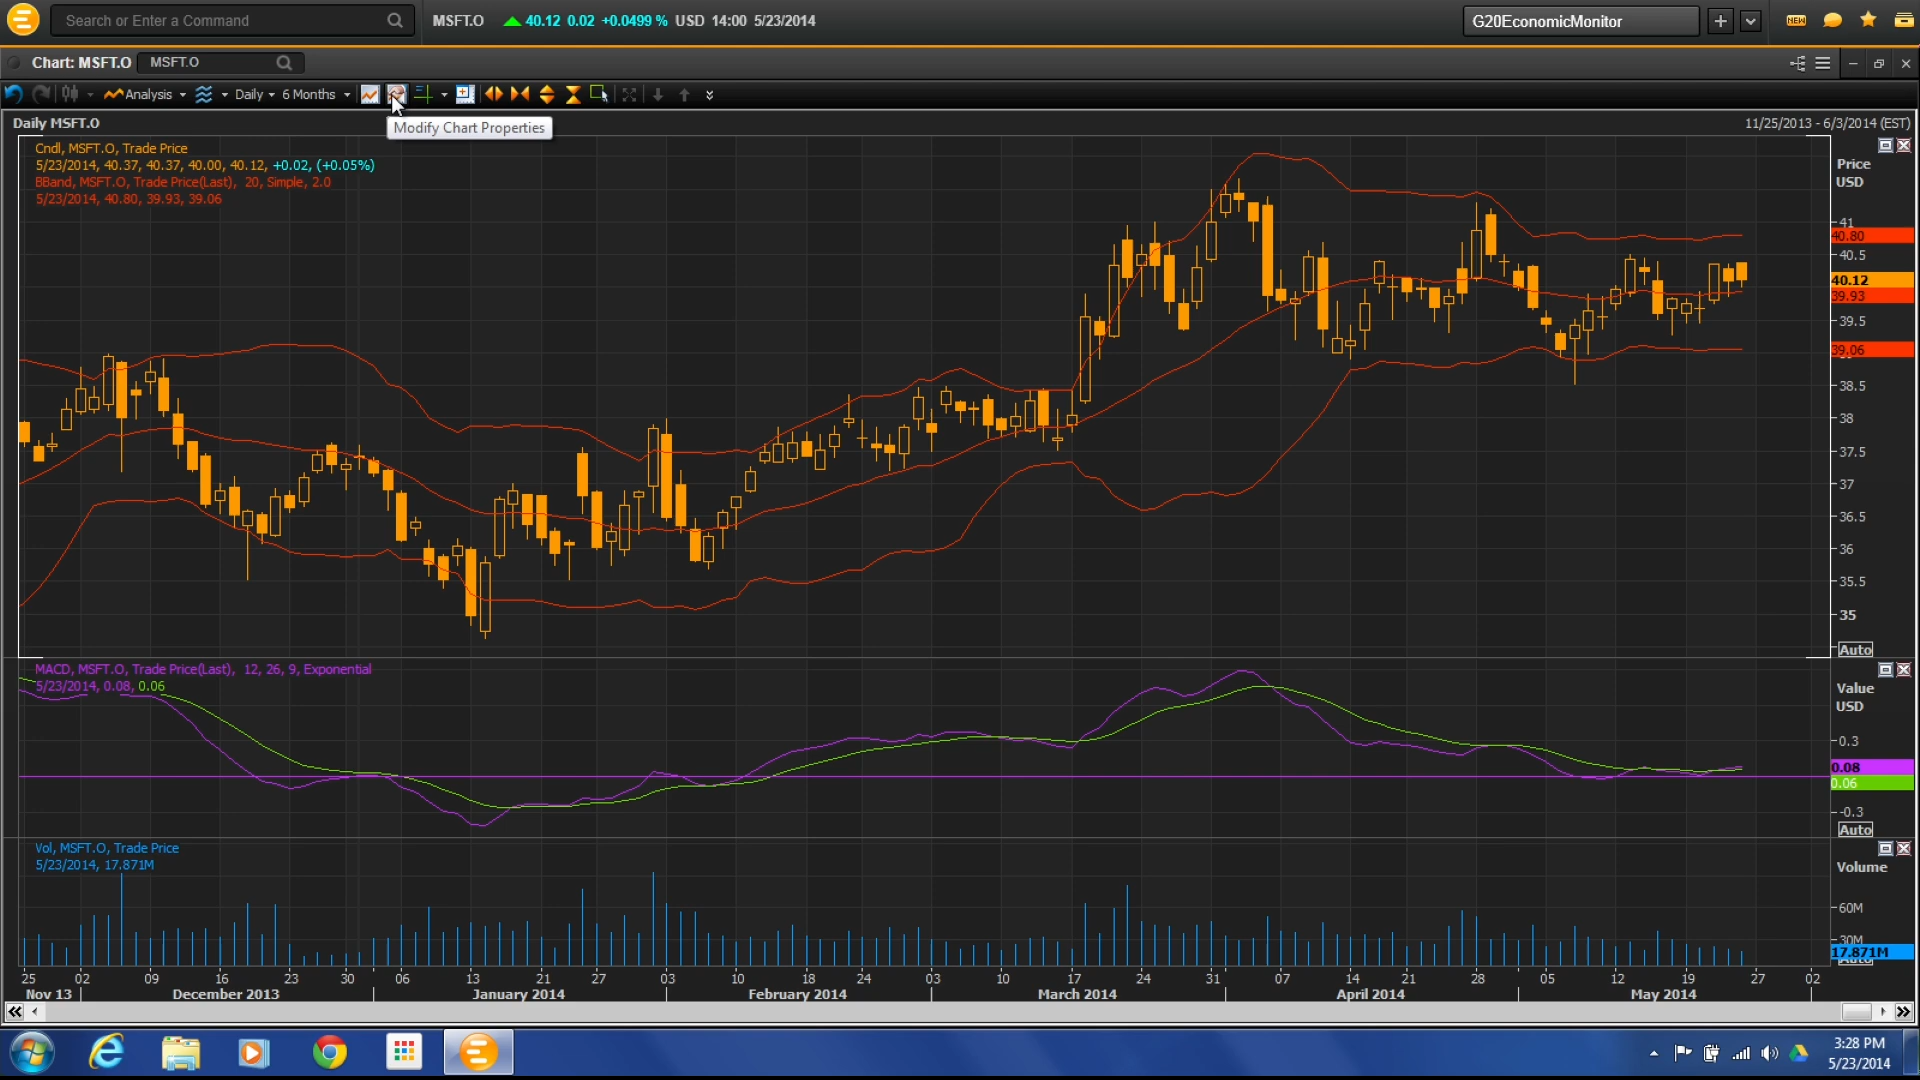 Search or Enter a Command
MSFT.O 40.12 0.02 +0.0499 % USD 14:00 5/23/2014
G20EconomicMonitor
NEW
Chart: MSFT.O MSFT.O
Analysis Daily 6 Months
Modify Chart Properties
Daily MSFT.O
11/25/2013 - 6/3/2014 (EST)
Cndl, MSFT.O, Trade Price
5/23/2014, 40.37, 40.37, 40.00, 40.12, +0.02, (+0.05%)
BBand, MSFT.O, Trade Price(Last), 20, Simple, 2.0
5/23/2014, 40.80, 39.93, 39.06
Price
USD
41
40.80
40.5
40.12
39.93
39.5
39.06
38.5
38
37.5
37
36.5
36
35.5
35
Auto
MACD, MSFT.O, Trade Price(Last), 12, 26, 9, Exponential
5/23/2014, 0.08, 0.06
Value
USD
0.3
0.08
0.06
-0.3
Auto
Vol, MSFT.O, Trade Price
5/23/2014, 17.871M
Volume
60M
30M
17.871M
Auto
25 02 09 16 23 30 06 13 21 27 03 10 18 24 03 10 17 24 31 07 14 21 28 05 12 19 27 02
Nov 13 December 2013 January 2014 February 2014 March 2014 April 2014 May 2014
3:28 PM
5/23/2014